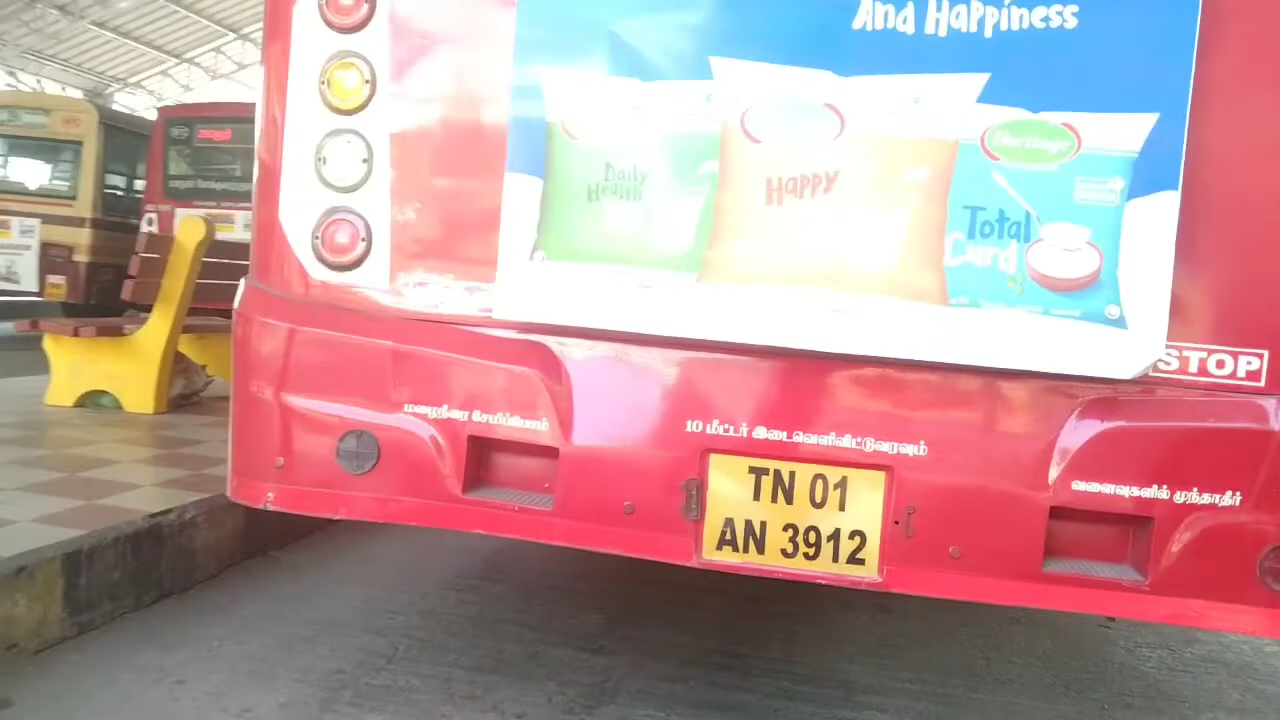 And Happiness
Daily
Health
Happy
Heritage
Total
Curd
STOP
மழைநீரை சேமிப்போம்
10 மீட்டர் இடைவெளிவிட்டுவரவும்
வளைவுகளில் முந்தாதீர்
TN 01
AN 3912